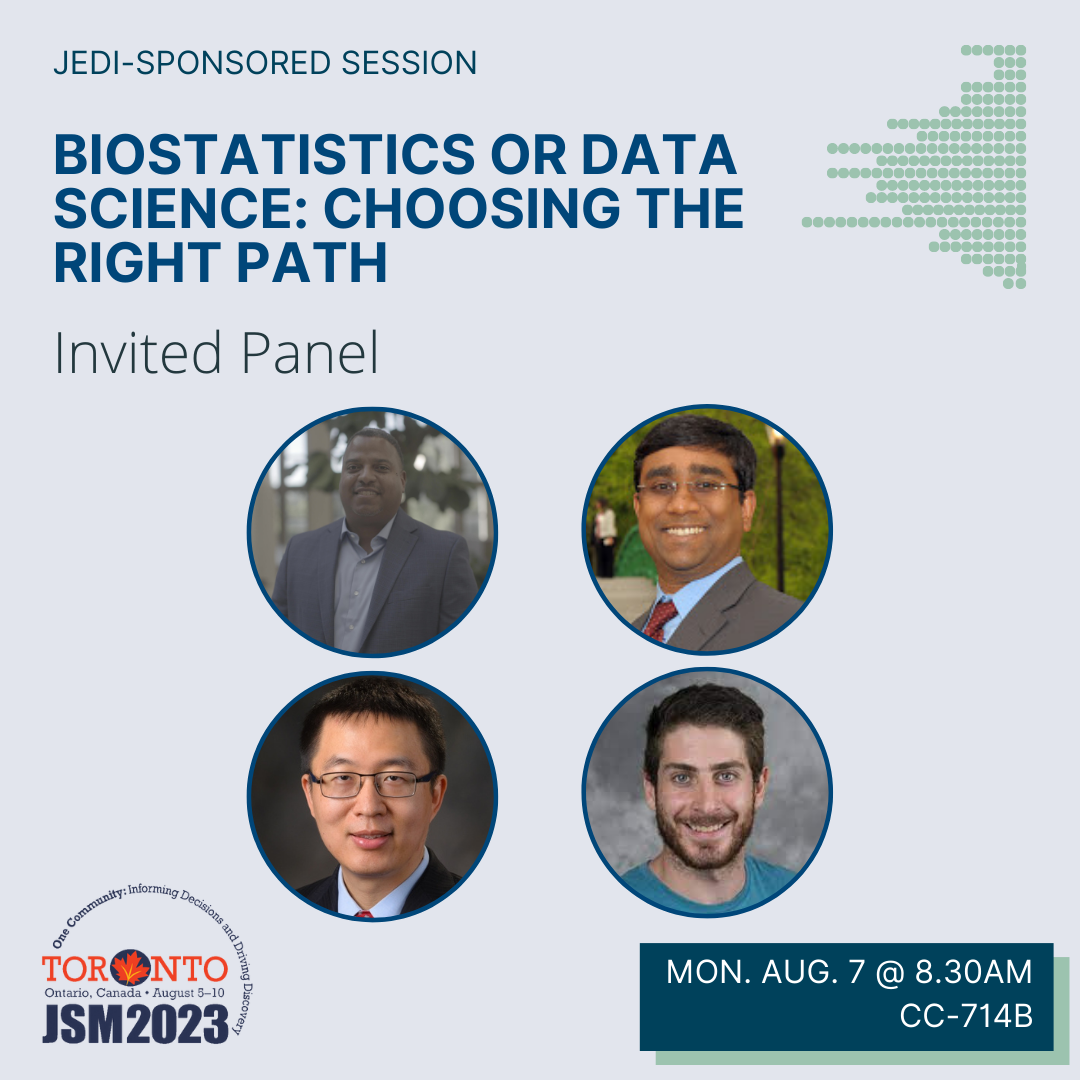 JEDI-SPONSORED SESSION
BIOSTATISTICS OR DATA
SCIENCE: CHOOSING THE
RIGHT PATH
Invited Panel
One Community: Informing Decisions and Driving Discovery
TORONTO
Ontario, Canada • August 5–10
JSM2023
MON. AUG. 7 @ 8.30AM
CC-714B